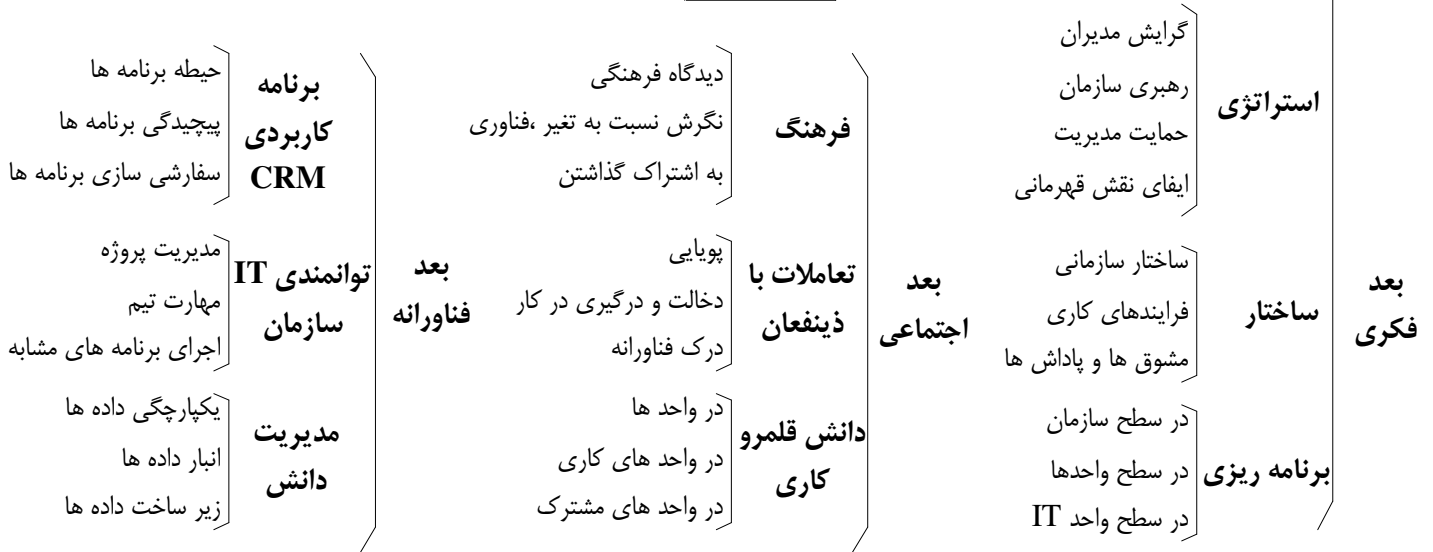 بعد
فکری
استراتژی
گرایش مدیران
رهبری سازمان
حمایت مدیریت
ایفای نقش قهرمانی
ساختار
ساختار سازمانی
فرایندهای کاری
مشوق ها و پاداش ها
برنامه ریزی
در سطح سازمان
در سطح واحدها
در سطح واحد IT
بعد
اجتماعی
فرهنگ
دیدگاه فرهنگی
نگرش نسبت به تغیر ،فناوری
به اشتراک گذاشتن
تعاملات با
ذینفعان
پویایی
دخالت و درگیری در کار
درک فناورانه
دانش قلمرو
کاری
در واحد ها
در واحد های کاری
در واحد های مشترک
بعد
فناورانه
برنامه
کاربردی
CRM
حیطه برنامه ها
پیچیدگی برنامه ها
سفارشی سازی برنامه ها
توانمندی IT
سازمان
مدیریت پروژه
مهارت تیم
اجرای برنامه های مشابه
مدیریت
دانش
یکپارچگی داده ها
انبار داده ها
زیر ساخت داده ها